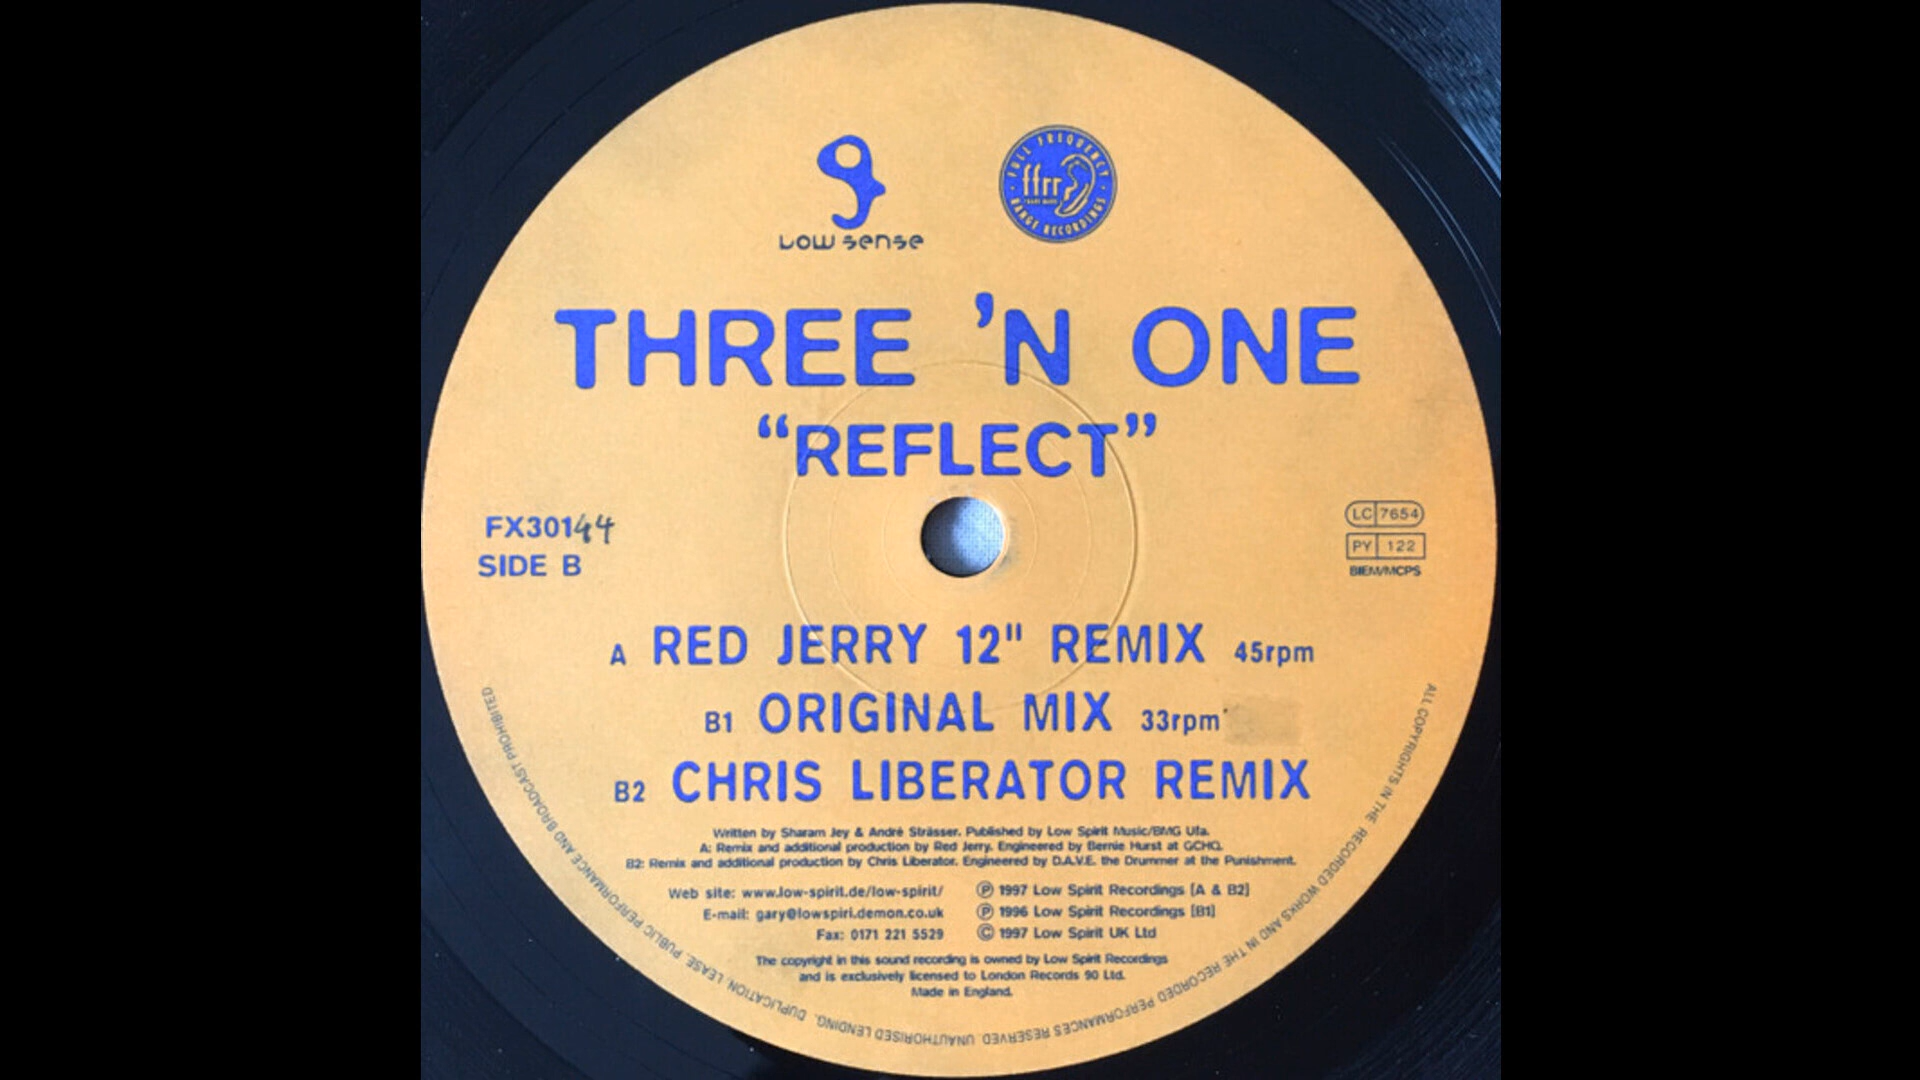 LOW SENSE
FULL FREQUENCY
ffrr
TRADE MARK
RANGE RECORDINGS
THREE 'N ONE
“REFLECT”
FX30144
SIDE B
LC 7654
PY 122
BIEM/MCPS
A RED JERRY 12" REMIX 45rpm
B1 ORIGINAL MIX 33rpm
B2 CHRIS LIBERATOR REMIX
Written by Sharam Jey & André Strässer. Published by Low Spirit Music/BMG Ufa.
A: Remix and additional production by Red Jerry. Engineered by Bernie Hurst at GCHQ.
B2: Remix and additional production by Chris Liberator. Engineered by D.A.V.E. the Drummer at the Punishment.
Web site: www.low-spirit.de/low-spirit/
E-mail: gary@lowspiri.demon.co.uk
Fax: 0171 221 5529
℗ 1997 Low Spirit Recordings [A & B2]
℗ 1996 Low Spirit Recordings [B1]
© 1997 Low Spirit UK Ltd
The copyright in this sound recording is owned by Low Spirit Recordings
and is exclusively licensed to London Records 90 Ltd.
Made in England.
ALL COPYRIGHTS IN THE RECORDED WORKS AND IN THE RECORDED PERFORMANCES RESERVED. UNAUTHORISED LENDING, DUPLICATION, LEASE, PUBLIC PERFORMANCE AND BROADCAST PROHIBITED